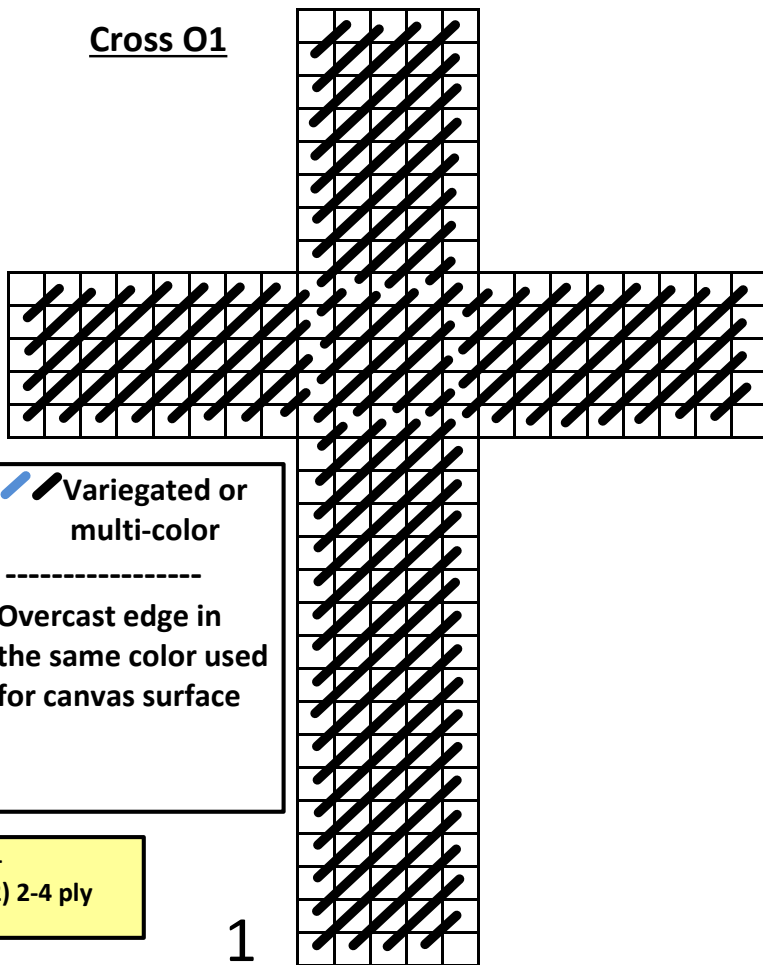 Cross O1
Variegated or
multi-color
-----------------
Overcast edge in
the same color used
for canvas surface
) 2-4 ply
1